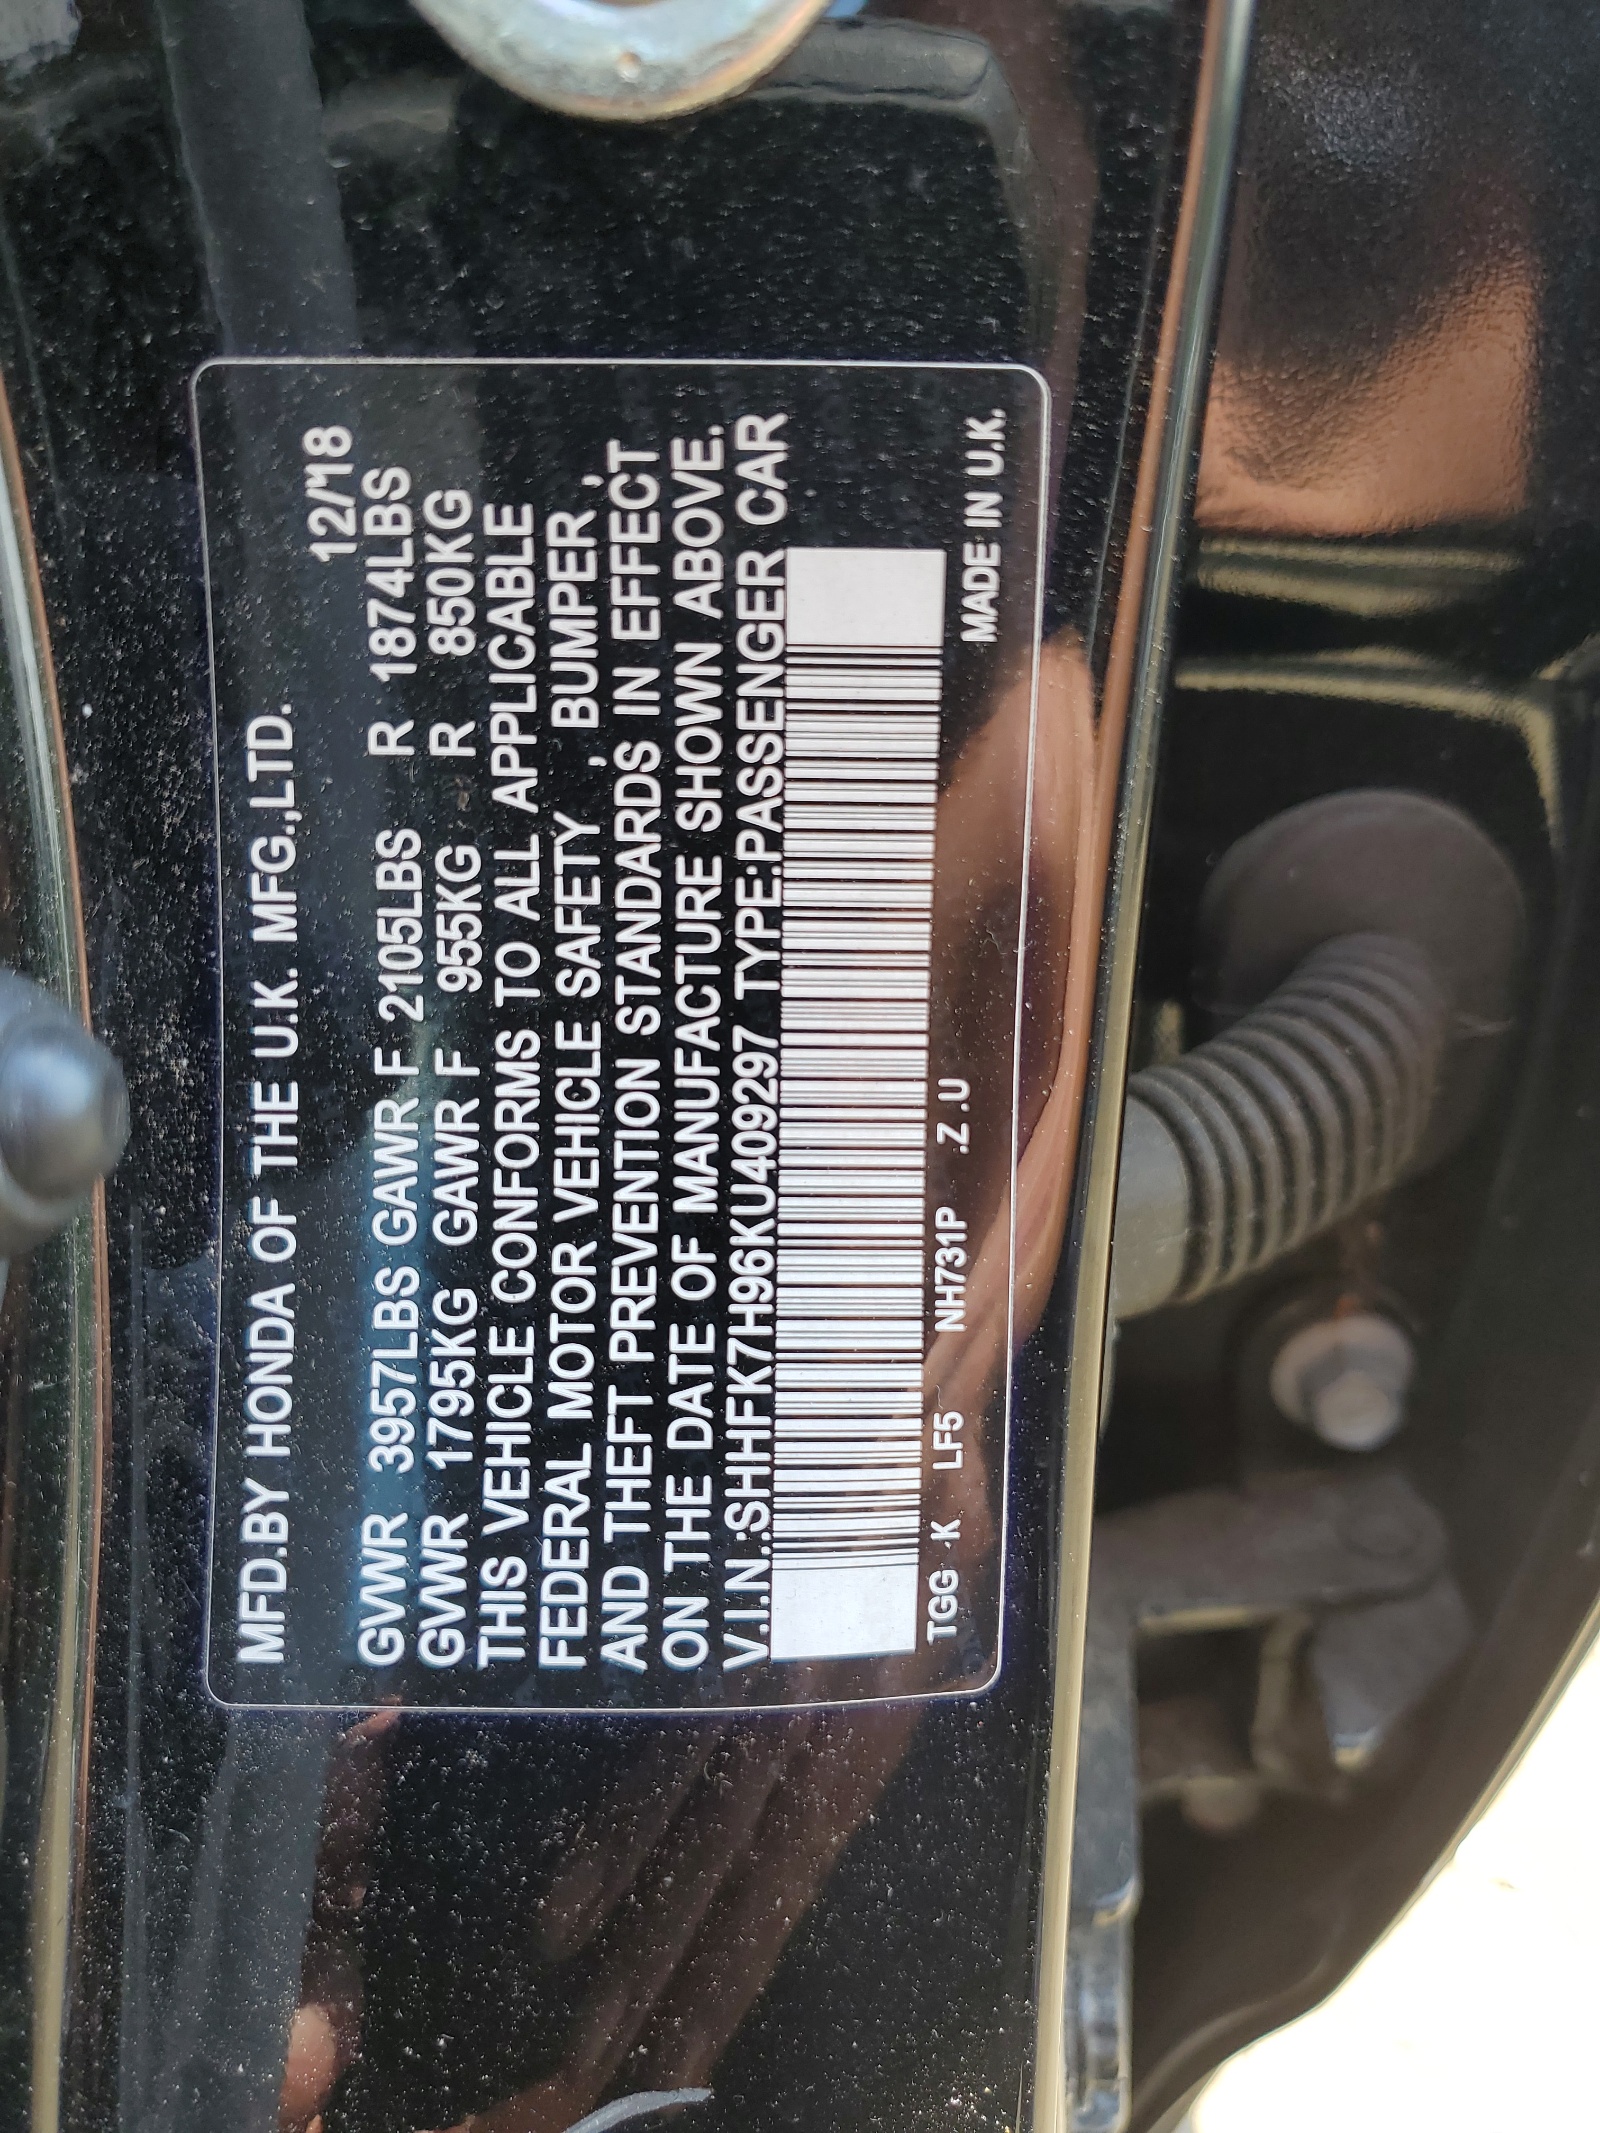 MFD.BY HONDA OF THE U.K. MFG.,LTD.
12/18
GVWR 3957LBS GAWR F 2105LBS R 1874LBS
GVWR 1795KG GAWR F 955KG R 850KG
THIS VEHICLE CONFORMS TO ALL APPLICABLE
FEDERAL MOTOR VEHICLE SAFETY , BUMPER ,
AND THEFT PREVENTION STANDARDS IN EFFECT
ON THE DATE OF MANUFACTURE SHOWN ABOVE.
V.I.N.:SHHFK7H96KU409297 TYPE:PASSENGER CAR
TGG K LF5 NH731P .Z.U MADE IN U.K.